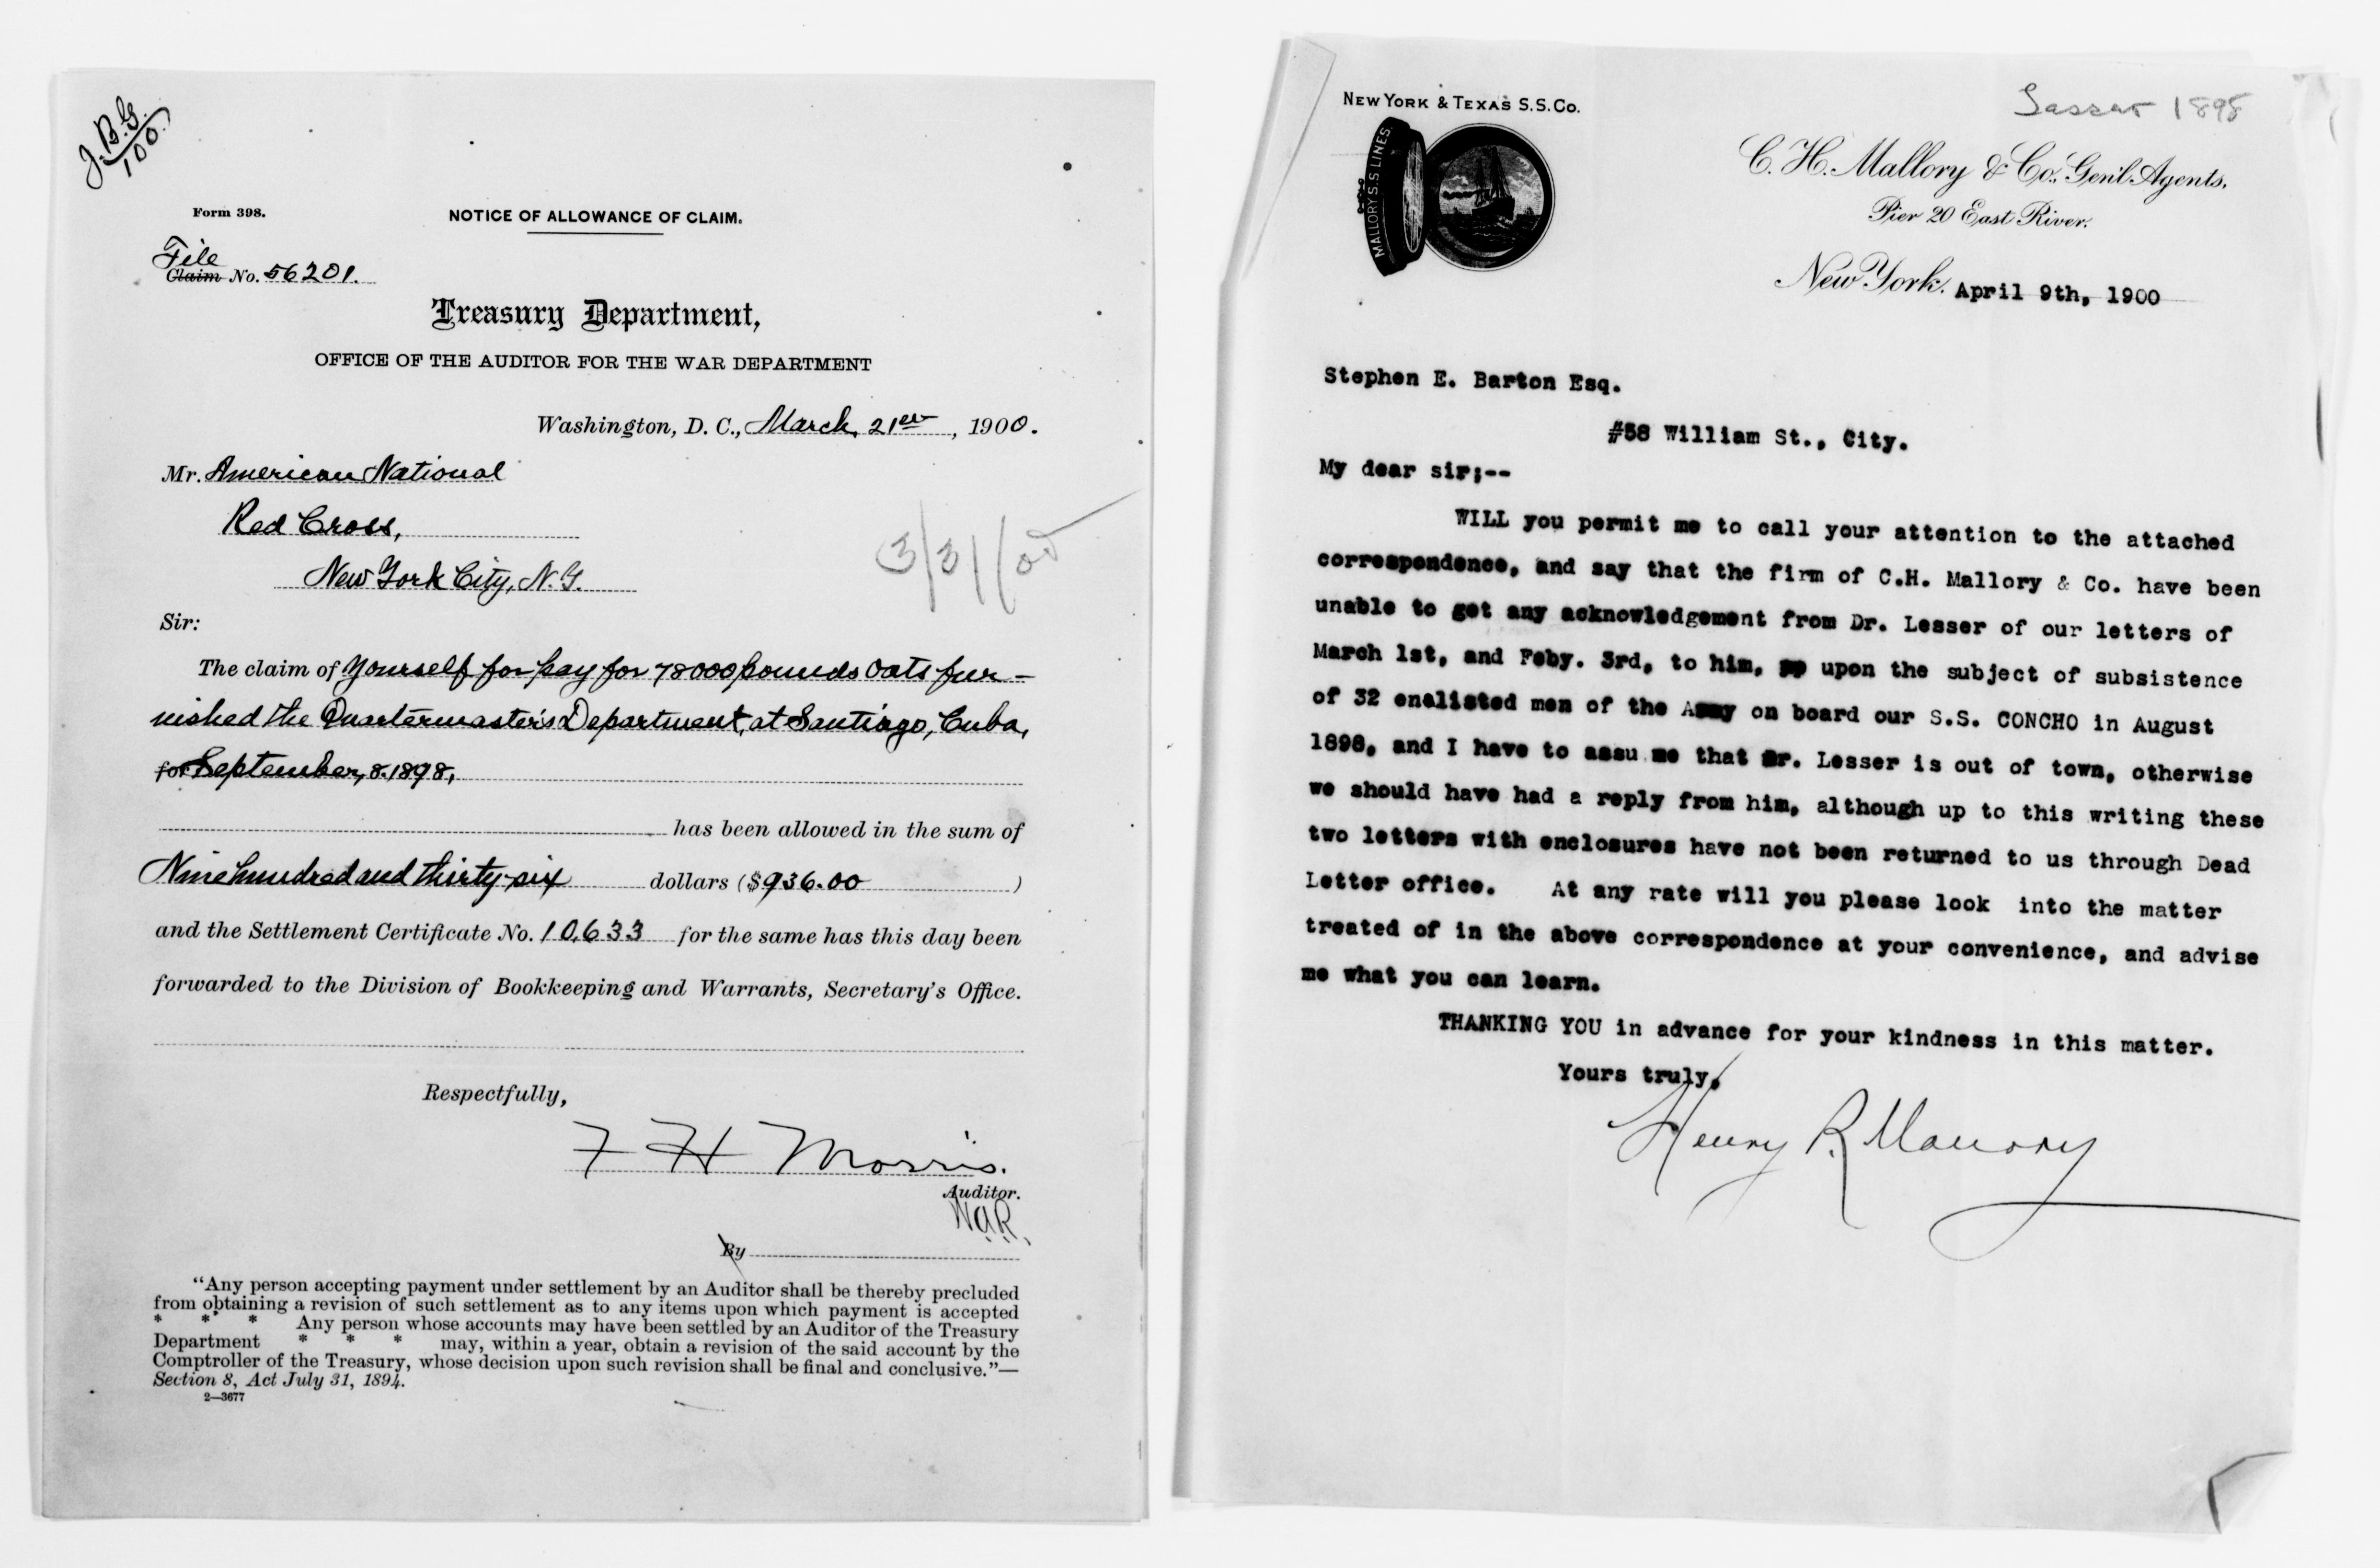 J.B.G.
100.
Form 398.
NOTICE OF ALLOWANCE OF CLAIM.
File
Claim No. 56201.
Treasury Department,
OFFICE OF THE AUDITOR FOR THE WAR DEPARTMENT
Washington, D. C., March, 21st, 1900.
Mr. American National
Red Cross,
New York City, N.Y.
3/31/00
Sir:
The claim of Yourself for pay for 78000 pounds Oats fur-
nished the Quartermaster's Department, at Santiago, Cuba,
for September, 8. 1898,
has been allowed in the sum of
Nine hundred and thirty-six dollars ($936.00)
and the Settlement Certificate No. 10,633 for the same has this day been
forwarded to the Division of Bookkeeping and Warrants, Secretary's Office.
Respectfully,
F H Morris.
Auditor.
W.A.R.
By
"Any person accepting payment under settlement by an Auditor shall be thereby precluded
from obtaining a revision of such settlement as to any items upon which payment is accepted
* * * Any person whose accounts may have been settled by an Auditor of the Treasury
Department * * * may, within a year, obtain a revision of the said account by the
Comptroller of the Treasury, whose decision upon such revision shall be final and conclusive."—
Section 8, Act July 31, 1894.
2—3677
NEW YORK & TEXAS S.S. CO.
MALLORY S.S LINES.
1898
C. H. Mallory & Co. Gen'l Agents,
Pier 20 East River.
New York. April 9th, 1900
Stephen E. Barton Esq.
#58 William St., City.
My dear sir;--
WILL you permit me to call your attention to the attached
correspondence, and say that the firm of C.H. Mallory & Co. have been
unable to get any acknowledgement from Dr. Lesser of our letters of
March 1st, and Feby. 3rd, to him, upon the subject of subsistence
of 32 enalisted men of the Army on board our S.S. CONCHO in August
1898, and I have to assu me that Dr. Lesser is out of town, otherwise
we should have had a reply from him, although up to this writing these
two letters with enclosures have not been returned to us through Dead
Letter office. At any rate will you please look into the matter
treated of in the above correspondence at your convenience, and advise
me what you can learn.
THANKING YOU in advance for your kindness in this matter.
Yours truly,
Henry R. Mallory